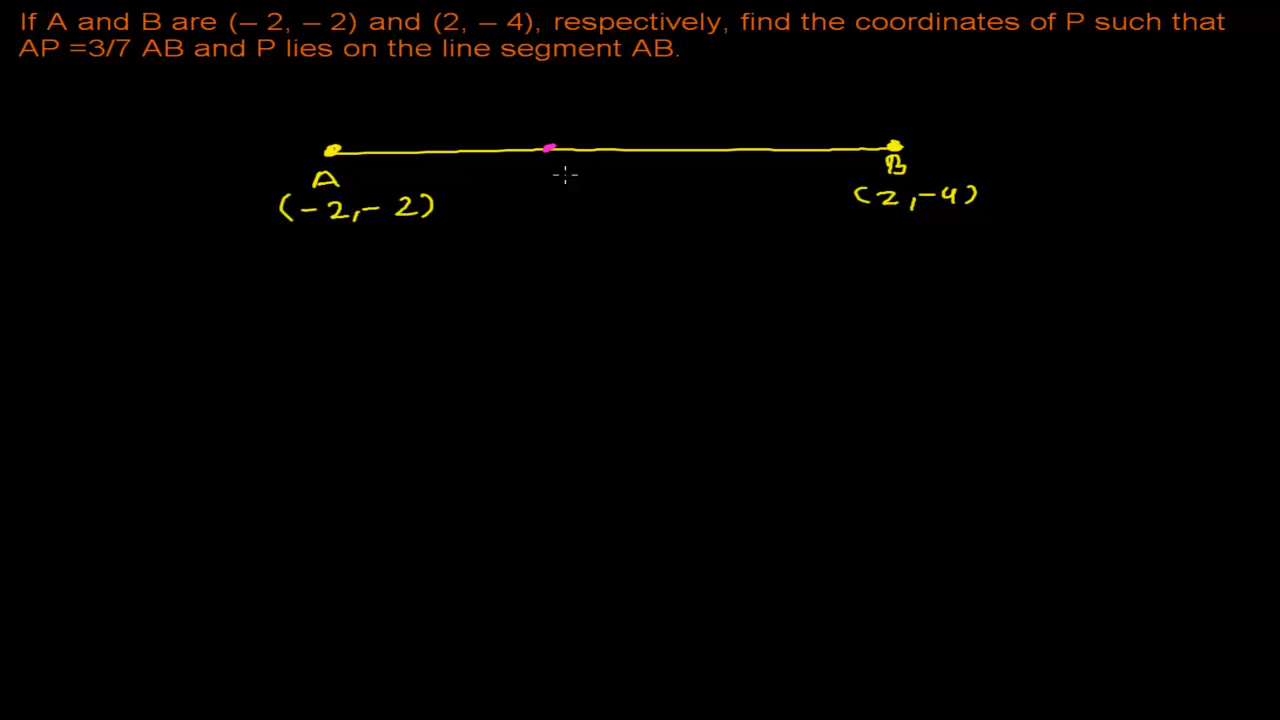 If A and B are (– 2, – 2) and (2, – 4), respectively, find the coordinates of P such that
AP =3/7 AB and P lies on the line segment AB.
A
B
(-2,-2)
(2,-4)